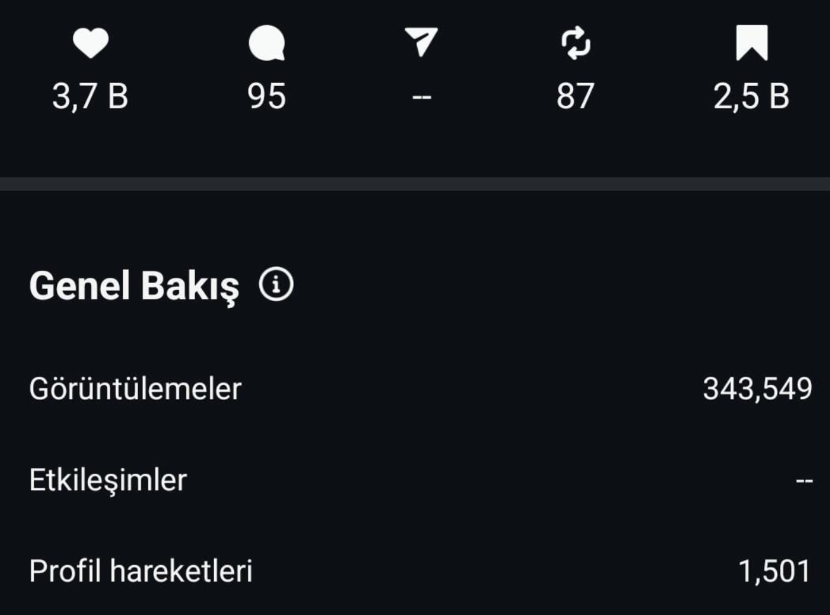 3,7 B 95 -- 87 2,5 B
Genel Bakış
Görüntülemeler 343,549
Etkileşimler --
Profil hareketleri 1,501